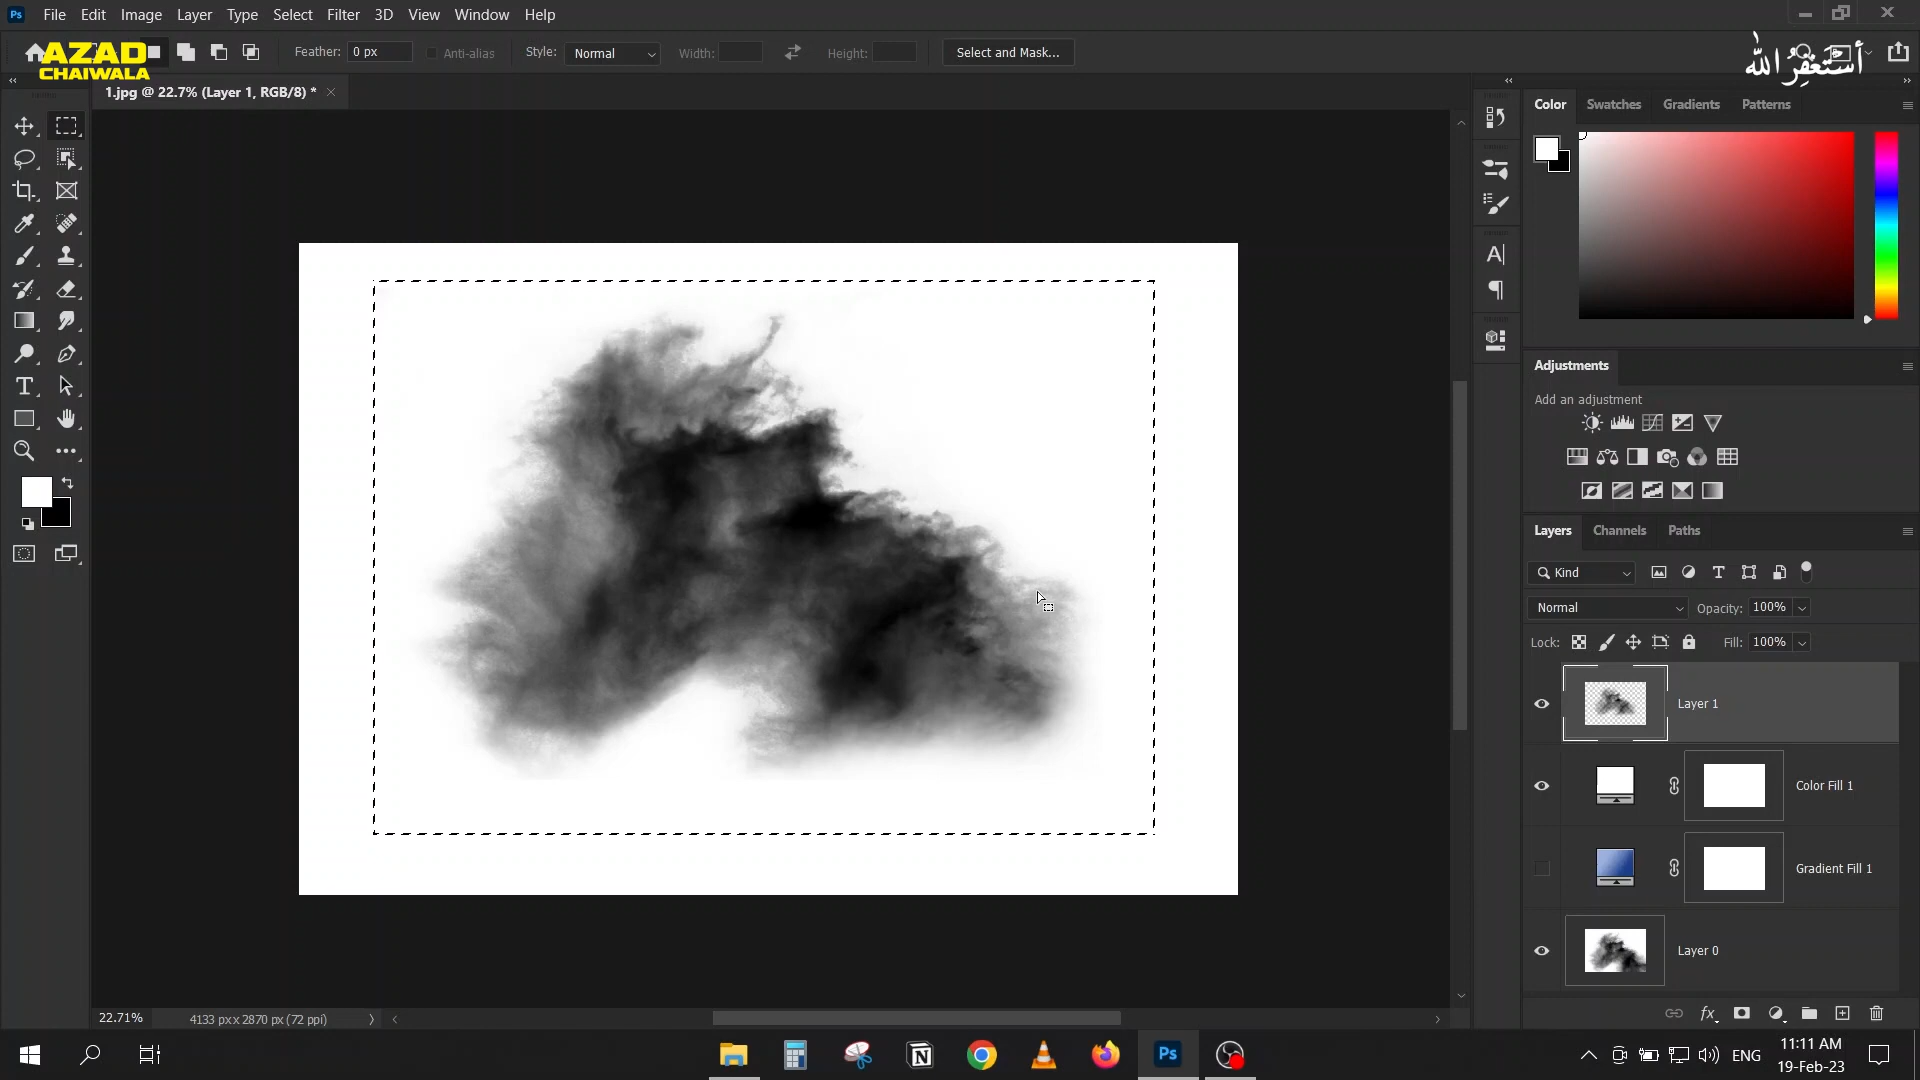 Ps File Edit Image Layer Type Select Filter 3D View Window Help
AZAD
CHAIWALA
Feather: 0 px Anti-alias Style: Normal Width: Height: Select and Mask...
أستغفر الله
1.jpg @ 22.7% (Layer 1, RGB/8) * ×
Color Swatches Gradients Patterns
Adjustments
Add an adjustment
Layers Channels Paths
Kind
Normal Opacity: 100%
Lock: Fill: 100%
Layer 1
Color Fill 1
Gradient Fill 1
Layer 0
22.71% 4133 px x 2870 px (72 ppi)
Ps ENG 11:11 AM
19-Feb-23